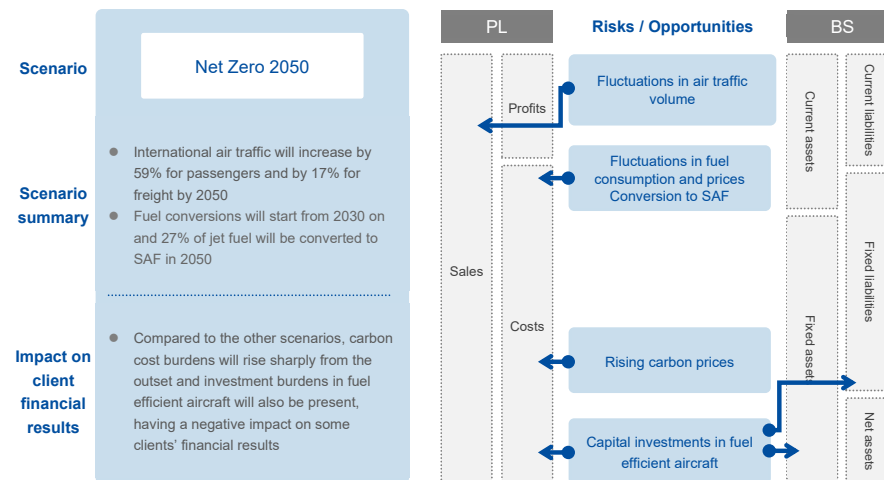 Scenario
Net Zero 2050
Scenario
summary
● International air traffic will increase by
59% for passengers and by 17% for
freight by 2050
● Fuel conversions will start from 2030 on
and 27% of jet fuel will be converted to
SAF in 2050
Impact on
client
financial
results
● Compared to the other scenarios, carbon
cost burdens will rise sharply from the
outset and investment burdens in fuel
efficient aircraft will also be present,
having a negative impact on some
clients' financial results
PL
Risks / Opportunities
BS
Sales
Profits
Costs
Fluctuations in air traffic
volume
Fluctuations in fuel
consumption and prices
Conversion to SAF
Rising carbon prices
Capital investments in fuel
efficient aircraft
Current assets
Fixed assets
Current liabilities
Fixed liabilities
Net assets